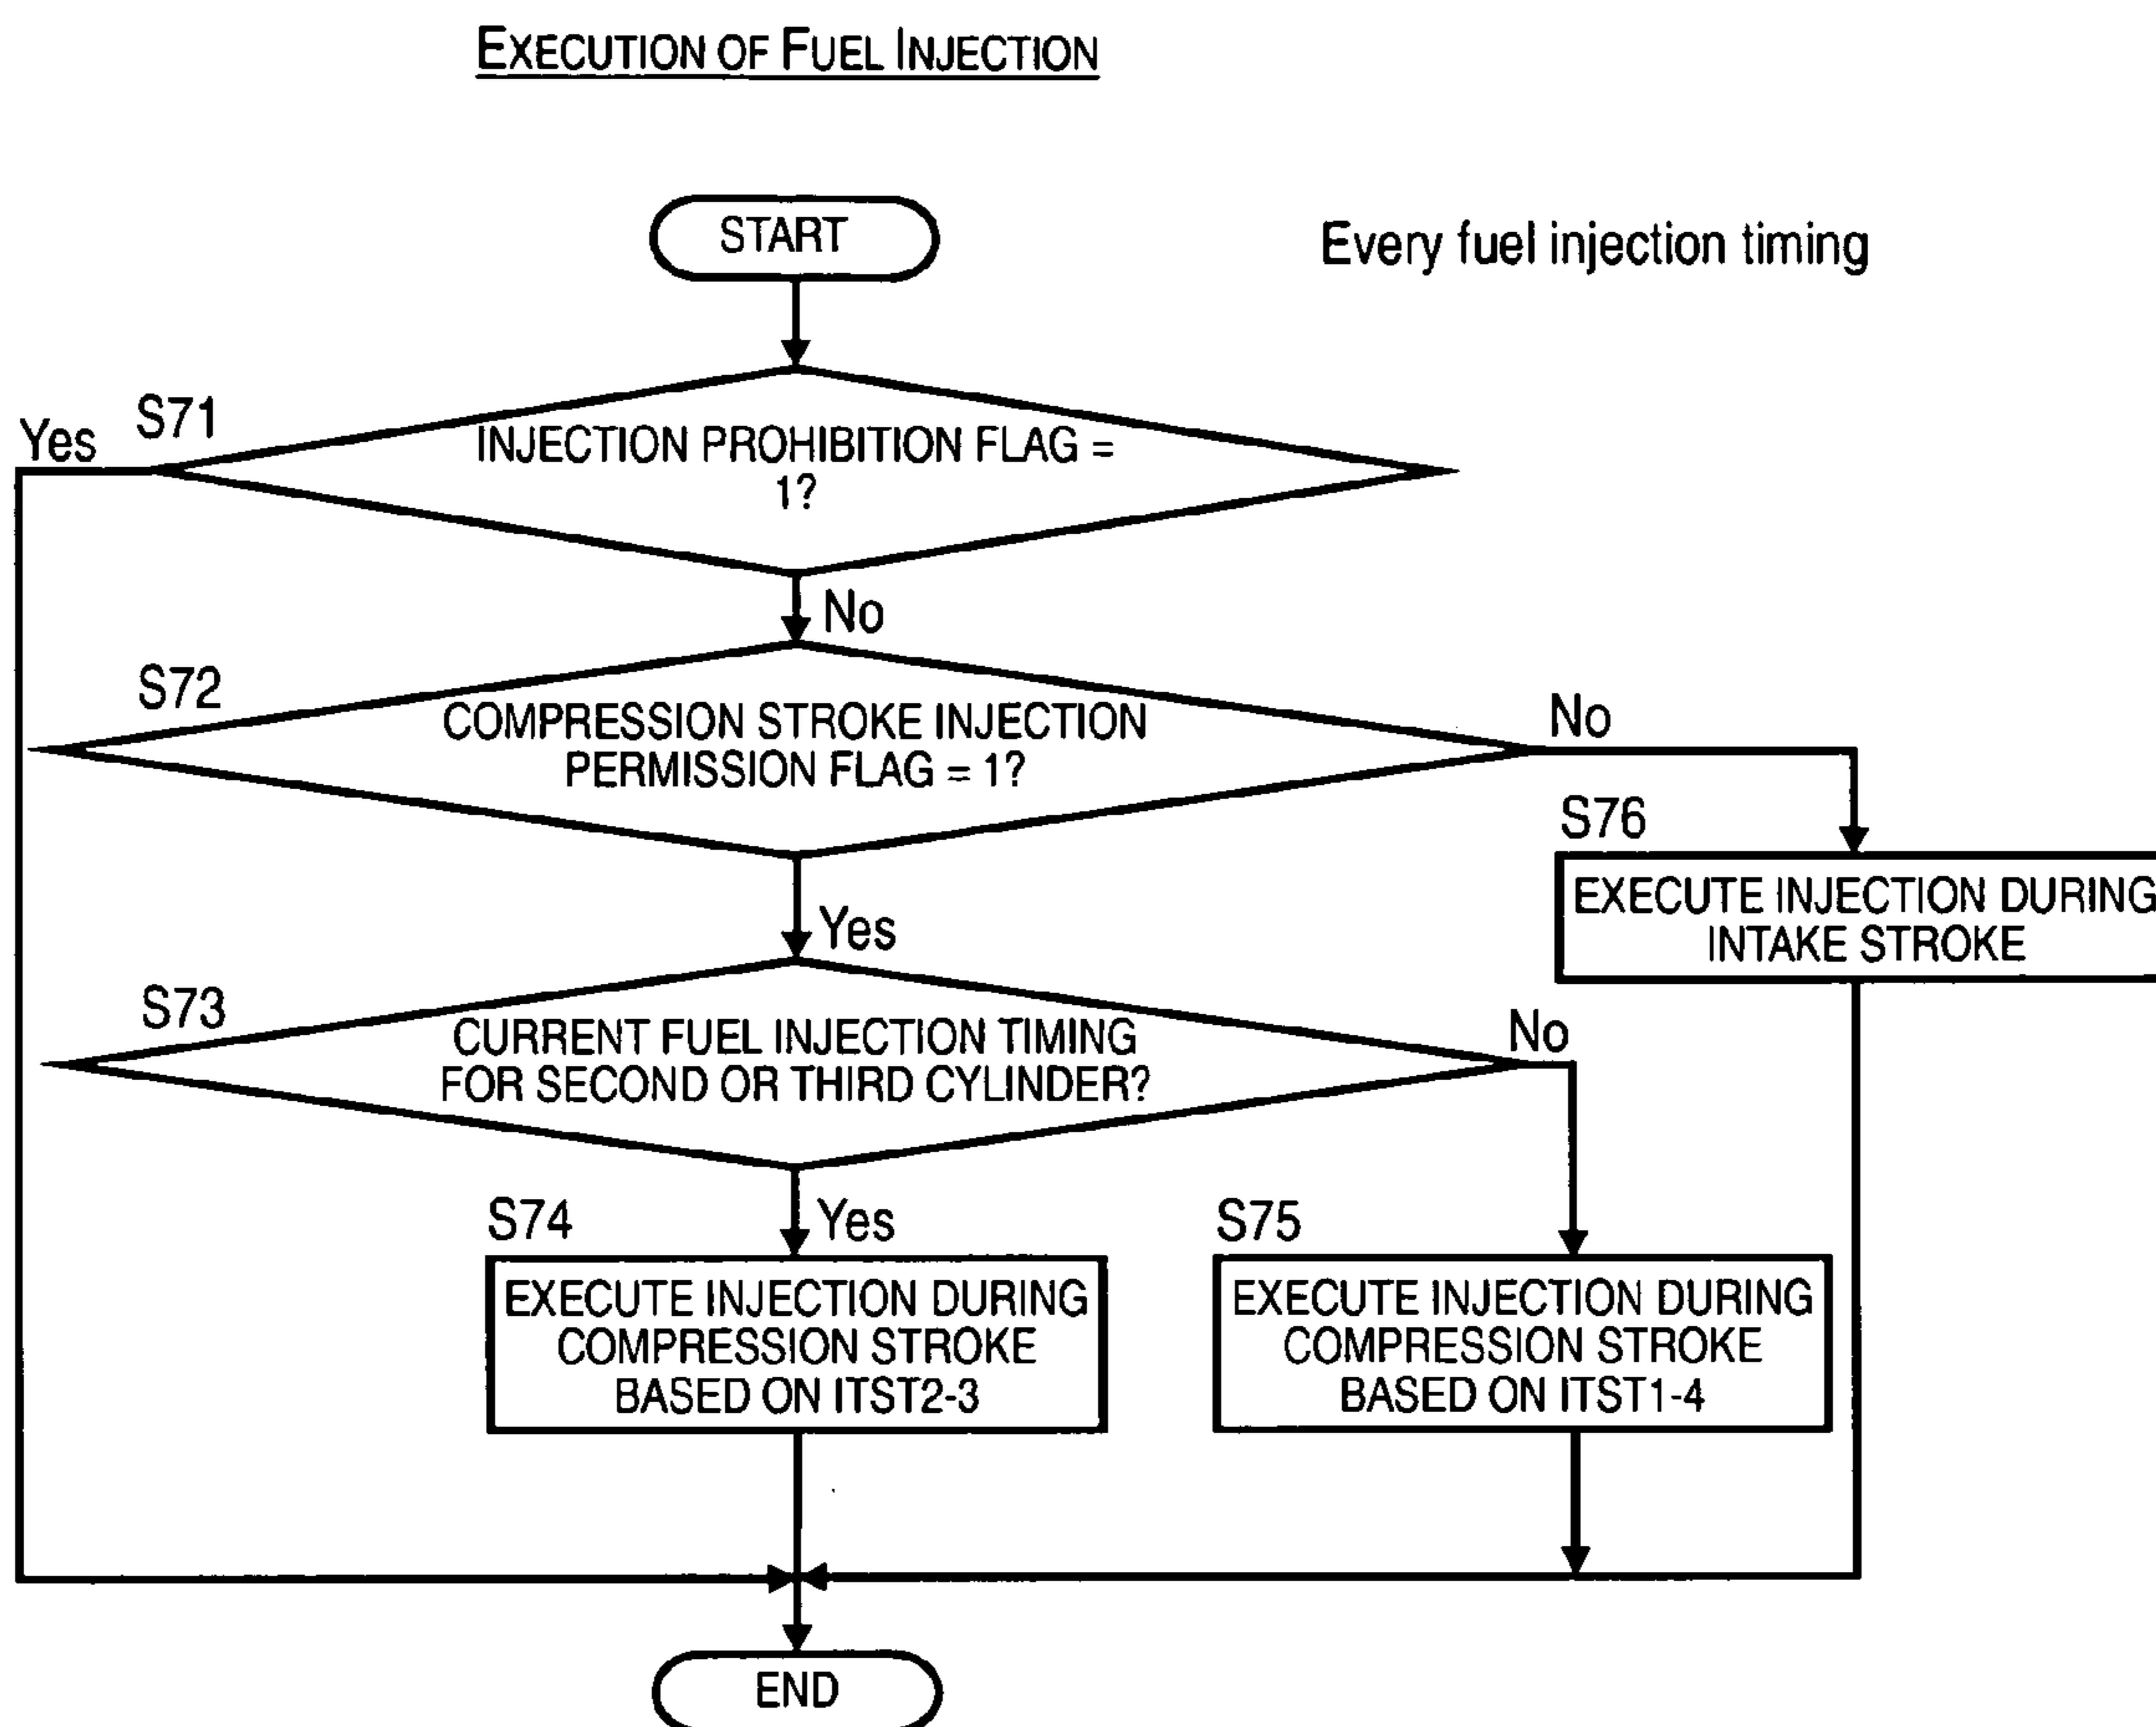 EXECUTION OF FUEL INJECTION
START
Every fuel injection timing
S71
Yes
INJECTION PROHIBITION FLAG =
1?
No
S72
COMPRESSION STROKE INJECTION
PERMISSION FLAG = 1?
No
S76
EXECUTE INJECTION DURING
INTAKE STROKE
Yes
S73
CURRENT FUEL INJECTION TIMING
FOR SECOND OR THIRD CYLINDER?
No
S74
Yes
EXECUTE INJECTION DURING
COMPRESSION STROKE
BASED ON ITST2-3
S75
EXECUTE INJECTION DURING
COMPRESSION STROKE
BASED ON ITST1-4
END